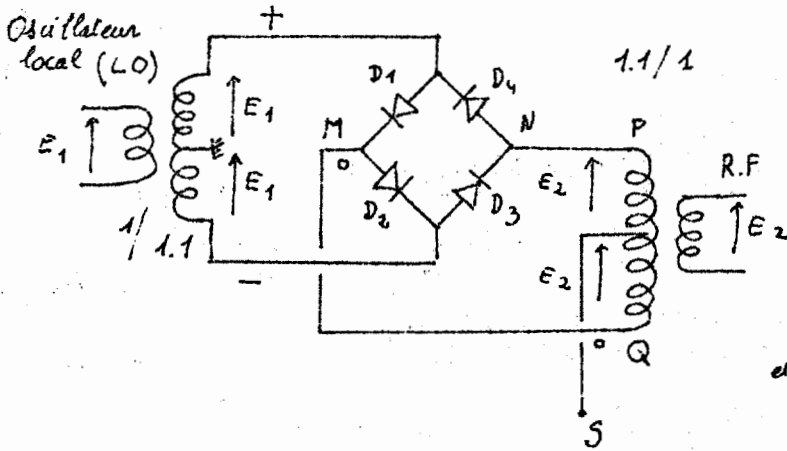 Oscillateur
local (LO)
+
1.1/1
D1
D4
E1
E1
M
N
P
R.F
o
E2
E1
D2
D3
E2
1/1.1
E2
−
o
Q
el
S